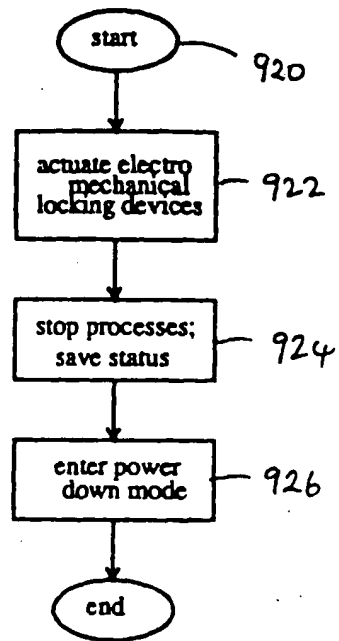 start
920
actuate electro
mechanical
locking devices
922
stop processes;
save status
924
enter power
down mode
926
end